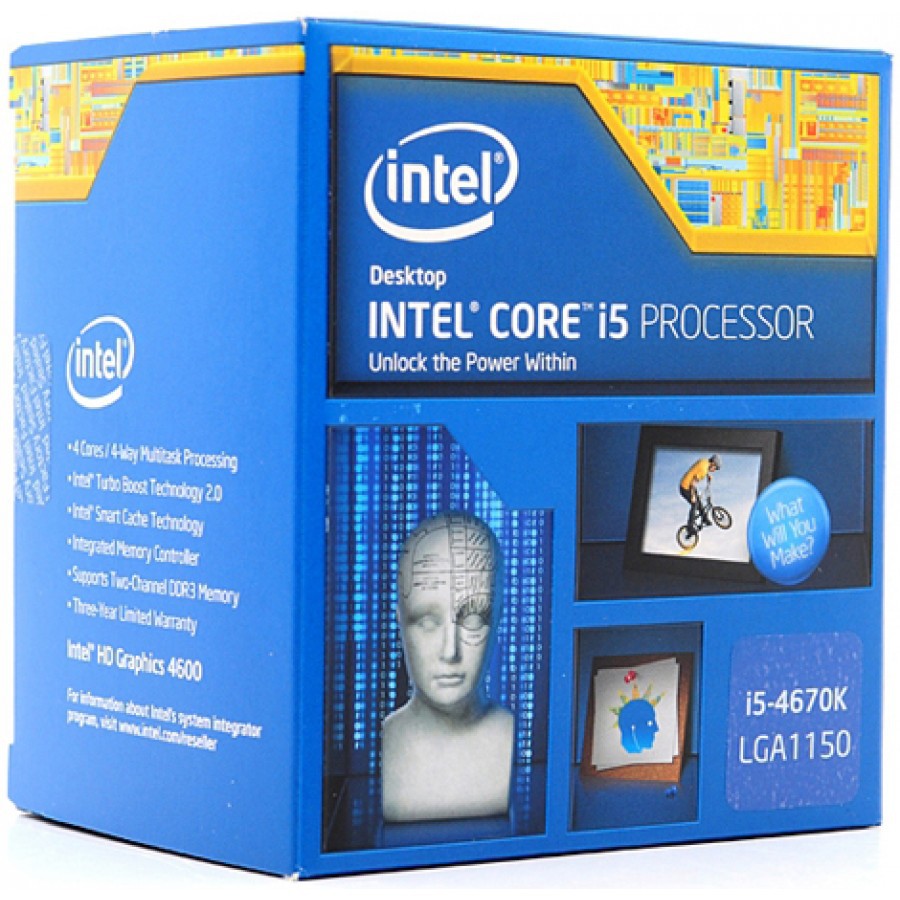 intel®
Desktop
INTEL® CORE™ i5 PROCESSOR
Unlock the Power Within
What
Will You
Make?
i5-4670K
LGA1150
intel®
• 4 Cores / 4-Way Multitask Processing
• Intel® Turbo Boost Technology 2.0
• Intel® Smart Cache Technology
• Integrated Memory Controller
• Supports Two-Channel DDR3 Memory
• Three-Year Limited Warranty
Intel® HD Graphics 4600
For information about Intel's system integrator
program, visit www.intel.com/reseller